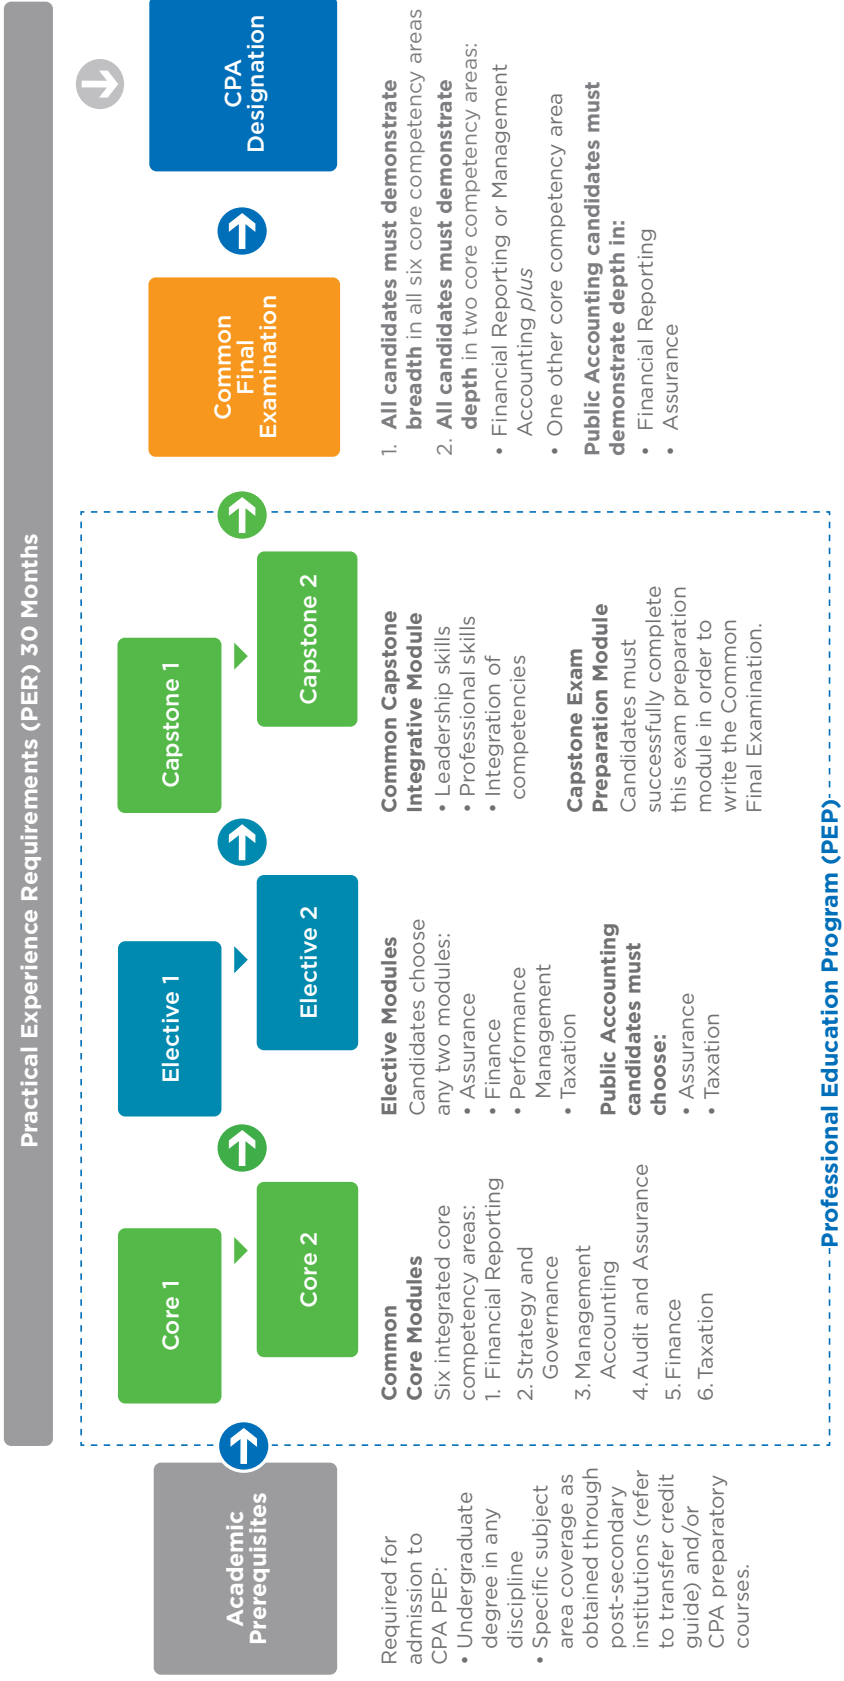 Practical Experience Requirements (PER) 30 Months
Academic
Prerequisites
Required for
admission to
CPA PEP:
• Undergraduate
degree in any
discipline
• Specific subject
area coverage as
obtained through
post-secondary
institutions (refer
to transfer credit
guide) and/or
CPA preparatory
courses.
Core 1
Core 2
Common
Core Modules
Six integrated core
competency areas:
1. Financial Reporting
2. Strategy and
Governance
3. Management
Accounting
4. Audit and Assurance
5. Finance
6. Taxation
Elective 1
Elective 2
Elective Modules
Candidates choose
any two modules:
• Assurance
• Finance
• Performance
Management
• Taxation
Public Accounting
candidates must
choose:
• Assurance
• Taxation
Capstone 1
Capstone 2
Common Capstone
Integrative Module
• Leadership skills
• Professional skills
• Integration of
competencies
Capstone Exam
Preparation Module
Candidates must
successfully complete
this exam preparation
module in order to
write the Common
Final Examination.
Professional Education Program (PEP)
Common
Final
Examination
CPA
Designation
1. All candidates must demonstrate
breadth in all six core competency areas
2. All candidates must demonstrate
depth in two core competency areas:
• Financial Reporting or Management
Accounting plus
• One other core competency area
Public Accounting candidates must
demonstrate depth in:
• Financial Reporting
• Assurance